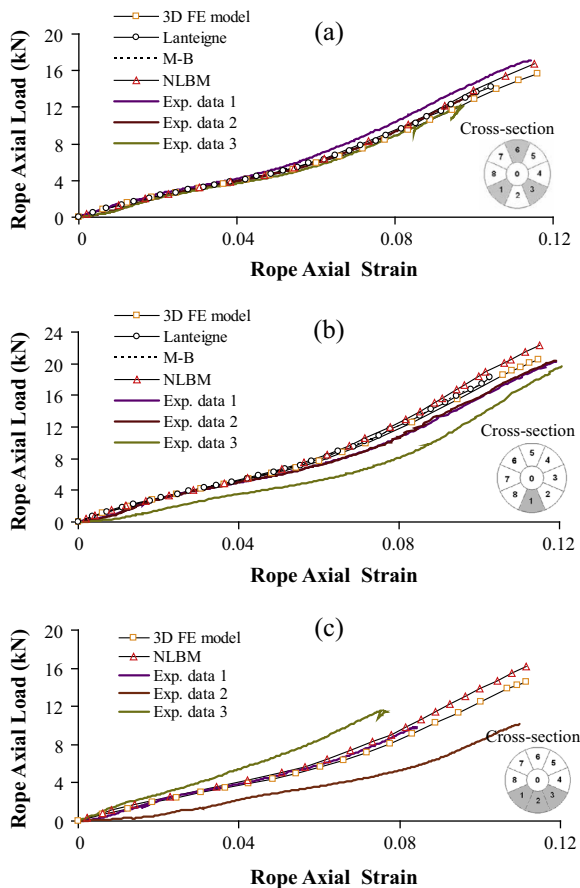 (a)
3D FE model
Lanteigne
M-B
NLBM
Exp. data 1
Exp. data 2
Exp. data 3
Rope Axial Load (kN)
20
16
12
8
4
0
Cross-section
6
7 5
8 0 4
1 3
2
0 0.04 0.08 0.12
Rope Axial Strain
(b)
3D FE model
Lanteigne
M-B
NLBM
Exp. data 1
Exp. data 2
Exp. data 3
Rope Axial Load (kN)
24
20
16
12
8
4
0
Cross-section
5
6 4
7 0 3
8 2
1
0 0.04 0.08 0.12
Rope Axial Strain
(c)
3D FE model
NLBM
Exp. data 1
Exp. data 2
Exp. data 3
Rope Axial Load (kN)
20
16
12
8
4
0
Cross-section
6
7 5
8 0 4
1 3
2
0 0.04 0.08 0.12
Rope Axial Strain